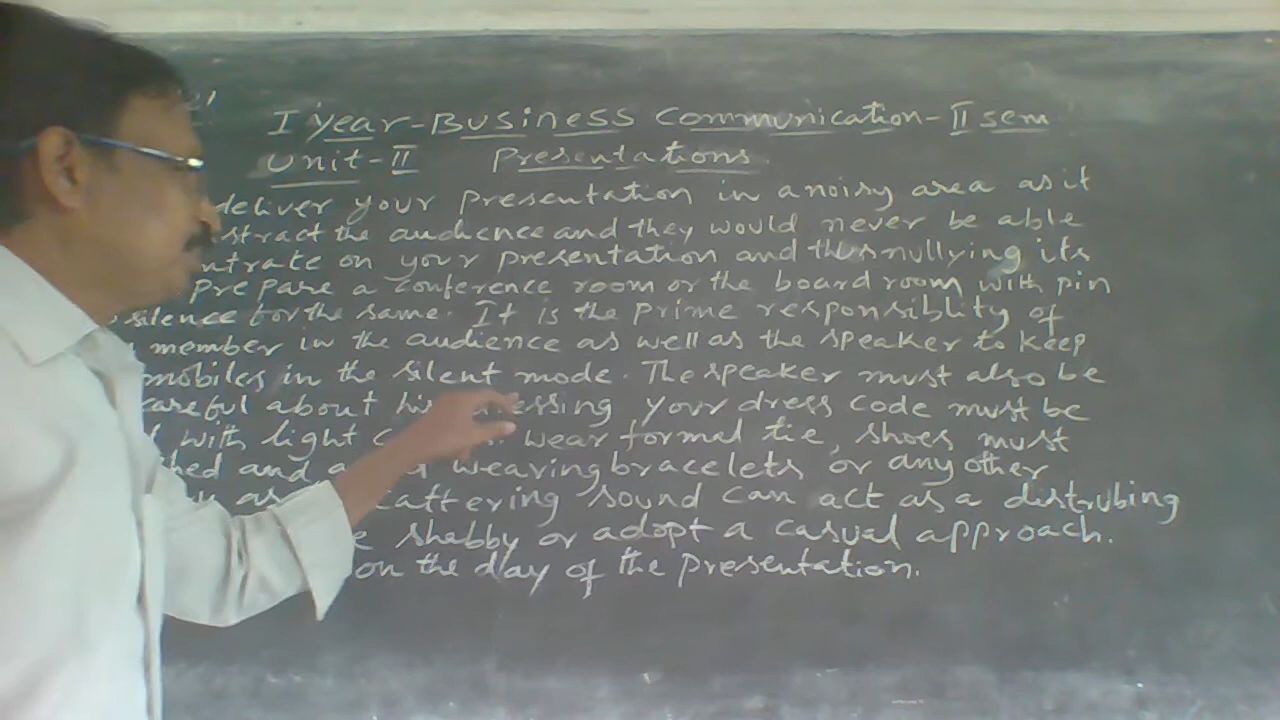 I year-Business Communication-II sem
Unit-II Presentations.
deliver your presentation in a noisy area as it
stract the audience and they would never be able
ntrate on your presentation and thus nullying its
prepare a conference room or the board room with pin
silence for the same. It is the prime responsiblity of
member in the audience as well as the speaker to keep
mobiles in the silent mode. The speaker must also be
careful about his essing your dress code must be
with light wear formal tie, shoes must
hed and wearing bracelets or any other
as cattering sound can act as a distrubing
shabby or adopt a casual approach.
on the day of the presentation.